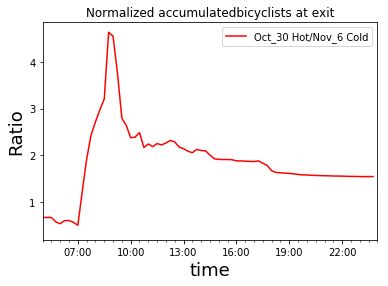 Normalized accumulatedbicyclists at exit
Oct_30 Hot/Nov_6 Cold
Ratio
4
3
2
1
07:00 10:00 13:00 16:00 19:00 22:00
time